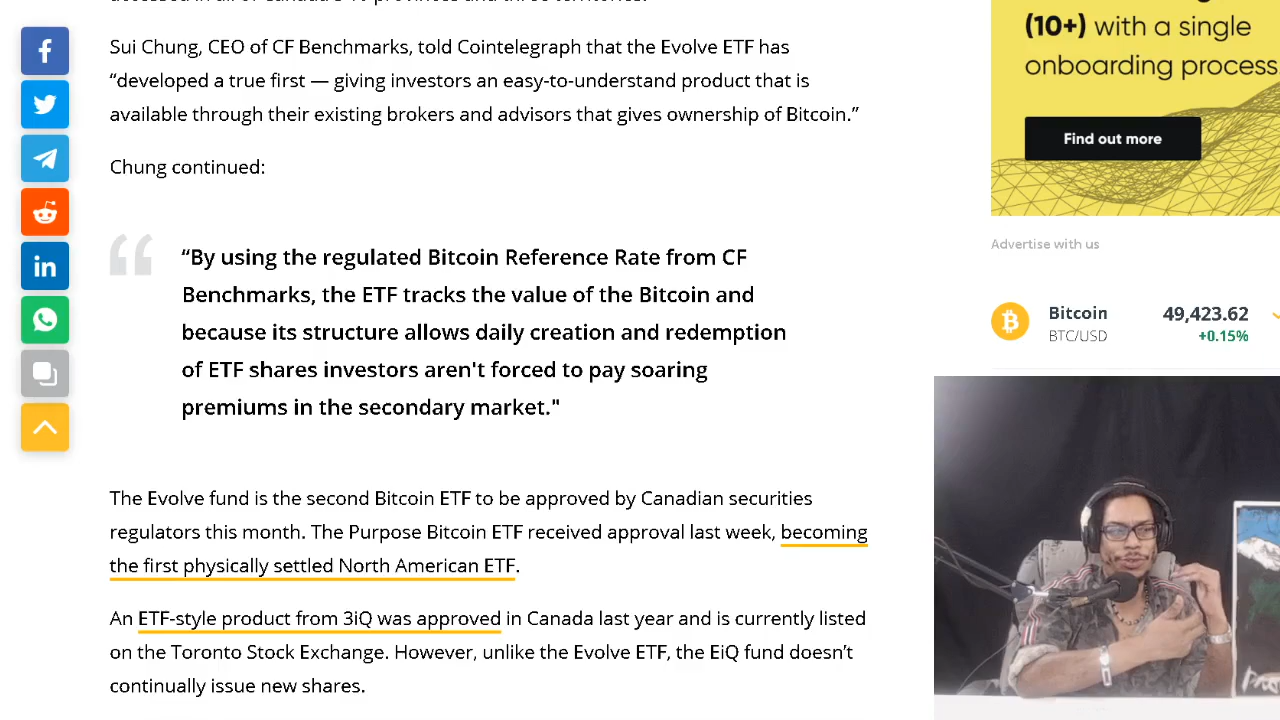 Sui Chung, CEO of CF Benchmarks, told Cointelegraph that the Evolve ETF has
“developed a true first — giving investors an easy-to-understand product that is
available through their existing brokers and advisors that gives ownership of Bitcoin.”
Chung continued:
“By using the regulated Bitcoin Reference Rate from CF
Benchmarks, the ETF tracks the value of the Bitcoin and
because its structure allows daily creation and redemption
of ETF shares investors aren't forced to pay soaring
premiums in the secondary market."
The Evolve fund is the second Bitcoin ETF to be approved by Canadian securities
regulators this month. The Purpose Bitcoin ETF received approval last week, becoming
the first physically settled North American ETF.
An ETF-style product from 3iQ was approved in Canada last year and is currently listed
on the Toronto Stock Exchange. However, unlike the Evolve ETF, the EiQ fund doesn’t
continually issue new shares.
(10+) with a single
onboarding process
Find out more
Advertise with us
Bitcoin 49,423.62
BTC/USD +0.15%